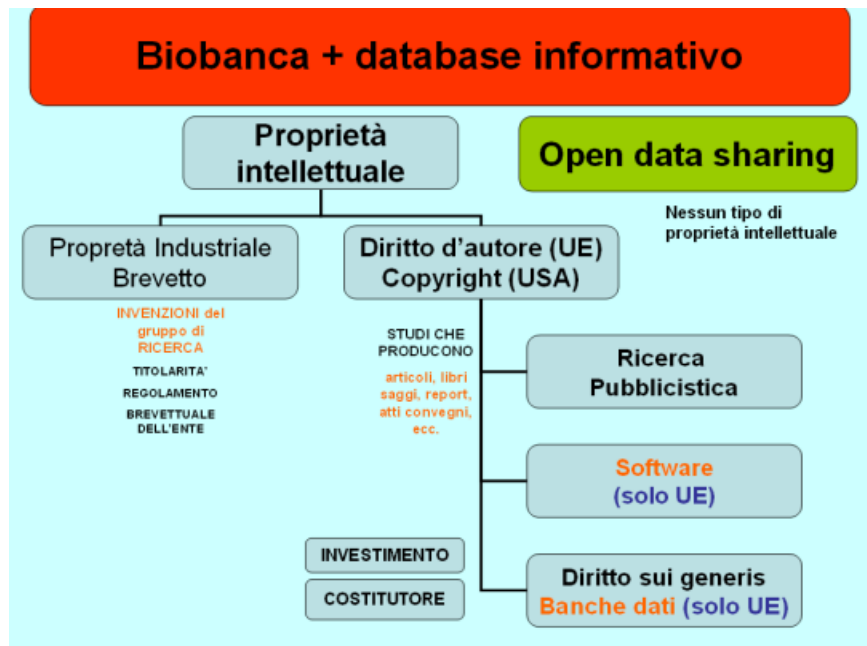 Biobanca + database informativo
Proprietà
intellettuale
Open data sharing
Nessun tipo di
proprietà intellettuale
Propretà Industriale
Brevetto
Diritto d'autore (UE)
Copyright (USA)
INVENZIONI del
gruppo di
RICERCA
TITOLARITA'
REGOLAMENTO
BREVETTUALE
DELL'ENTE
STUDI CHE
PRODUCONO
articoli, libri
saggi, report,
atti convegni,
ecc.
Ricerca
Pubblicistica
Software
(solo UE)
INVESTIMENTO
COSTITUTORE
Diritto sui generis
Banche dati (solo UE)